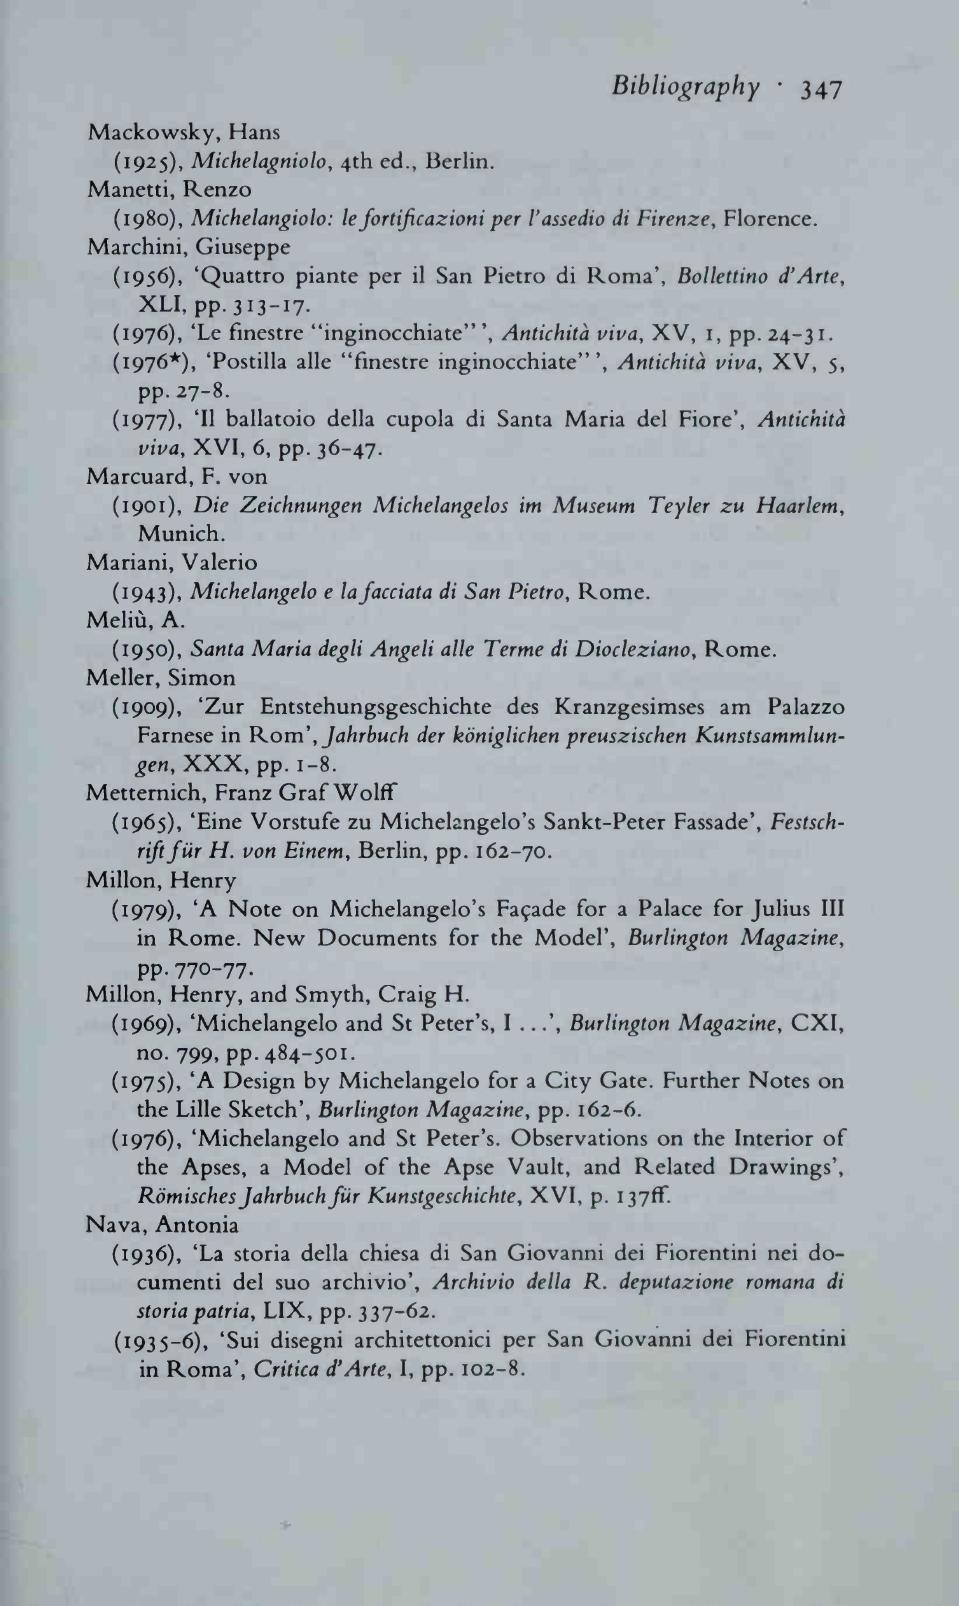 Bibliography · 347
Mackowsky, Hans
(1925), Michelagniolo, 4th ed., Berlin.
Manetti, Renzo
(1980), Michelangiolo: le fortificazioni per l'assedio di Firenze, Florence.
Marchini, Giuseppe
(1956), ‘Quattro piante per il San Pietro di Roma’, Bollettino d'Arte,
XLI, pp. 313-17.
(1976), ‘Le finestre “inginocchiate” ’, Antichità viva, XV, 1, pp. 24-31.
(1976★), ‘Postilla alle “finestre inginocchiate” ’, Antichità viva, XV, 5,
pp. 27-8.
(1977), ‘Il ballatoio della cupola di Santa Maria del Fiore’, Antichità
viva, XVI, 6, pp. 36-47.
Marcuard, F. von
(1901), Die Zeichnungen Michelangelos im Museum Teyler zu Haarlem,
Munich.
Mariani, Valerio
(1943), Michelangelo e la facciata di San Pietro, Rome.
Meliù, A.
(1950), Santa Maria degli Angeli alle Terme di Diocleziano, Rome.
Meller, Simon
(1909), ‘Zur Entstehungsgeschichte des Kranzgesimses am Palazzo
Farnese in Rom’, Jahrbuch der königlichen preuszischen Kunstsammlun-
gen, XXX, pp. 1-8.
Metternich, Franz Graf Wolff
(1965), ‘Eine Vorstufe zu Michelangelo's Sankt-Peter Fassade’, Festsch-
rift für H. von Einem, Berlin, pp. 162-70.
Millon, Henry
(1979), ‘A Note on Michelangelo's Façade for a Palace for Julius III
in Rome. New Documents for the Model’, Burlington Magazine,
pp. 770-77.
Millon, Henry, and Smyth, Craig H.
(1969), ‘Michelangelo and St Peter's, I . . .’, Burlington Magazine, CXI,
no. 799, pp. 484-501.
(1975), ‘A Design by Michelangelo for a City Gate. Further Notes on
the Lille Sketch’, Burlington Magazine, pp. 162-6.
(1976), ‘Michelangelo and St Peter's. Observations on the Interior of
the Apses, a Model of the Apse Vault, and Related Drawings’,
Römisches Jahrbuch für Kunstgeschichte, XVI, p. 137ff.
Nava, Antonia
(1936), ‘La storia della chiesa di San Giovanni dei Fiorentini nei do-
cumenti del suo archivio’, Archivio della R. deputazione romana di
storia patria, LIX, pp. 337-62.
(1935-6), ‘Sui disegni architettonici per San Giovanni dei Fiorentini
in Roma’, Critica d'Arte, I, pp. 102-8.